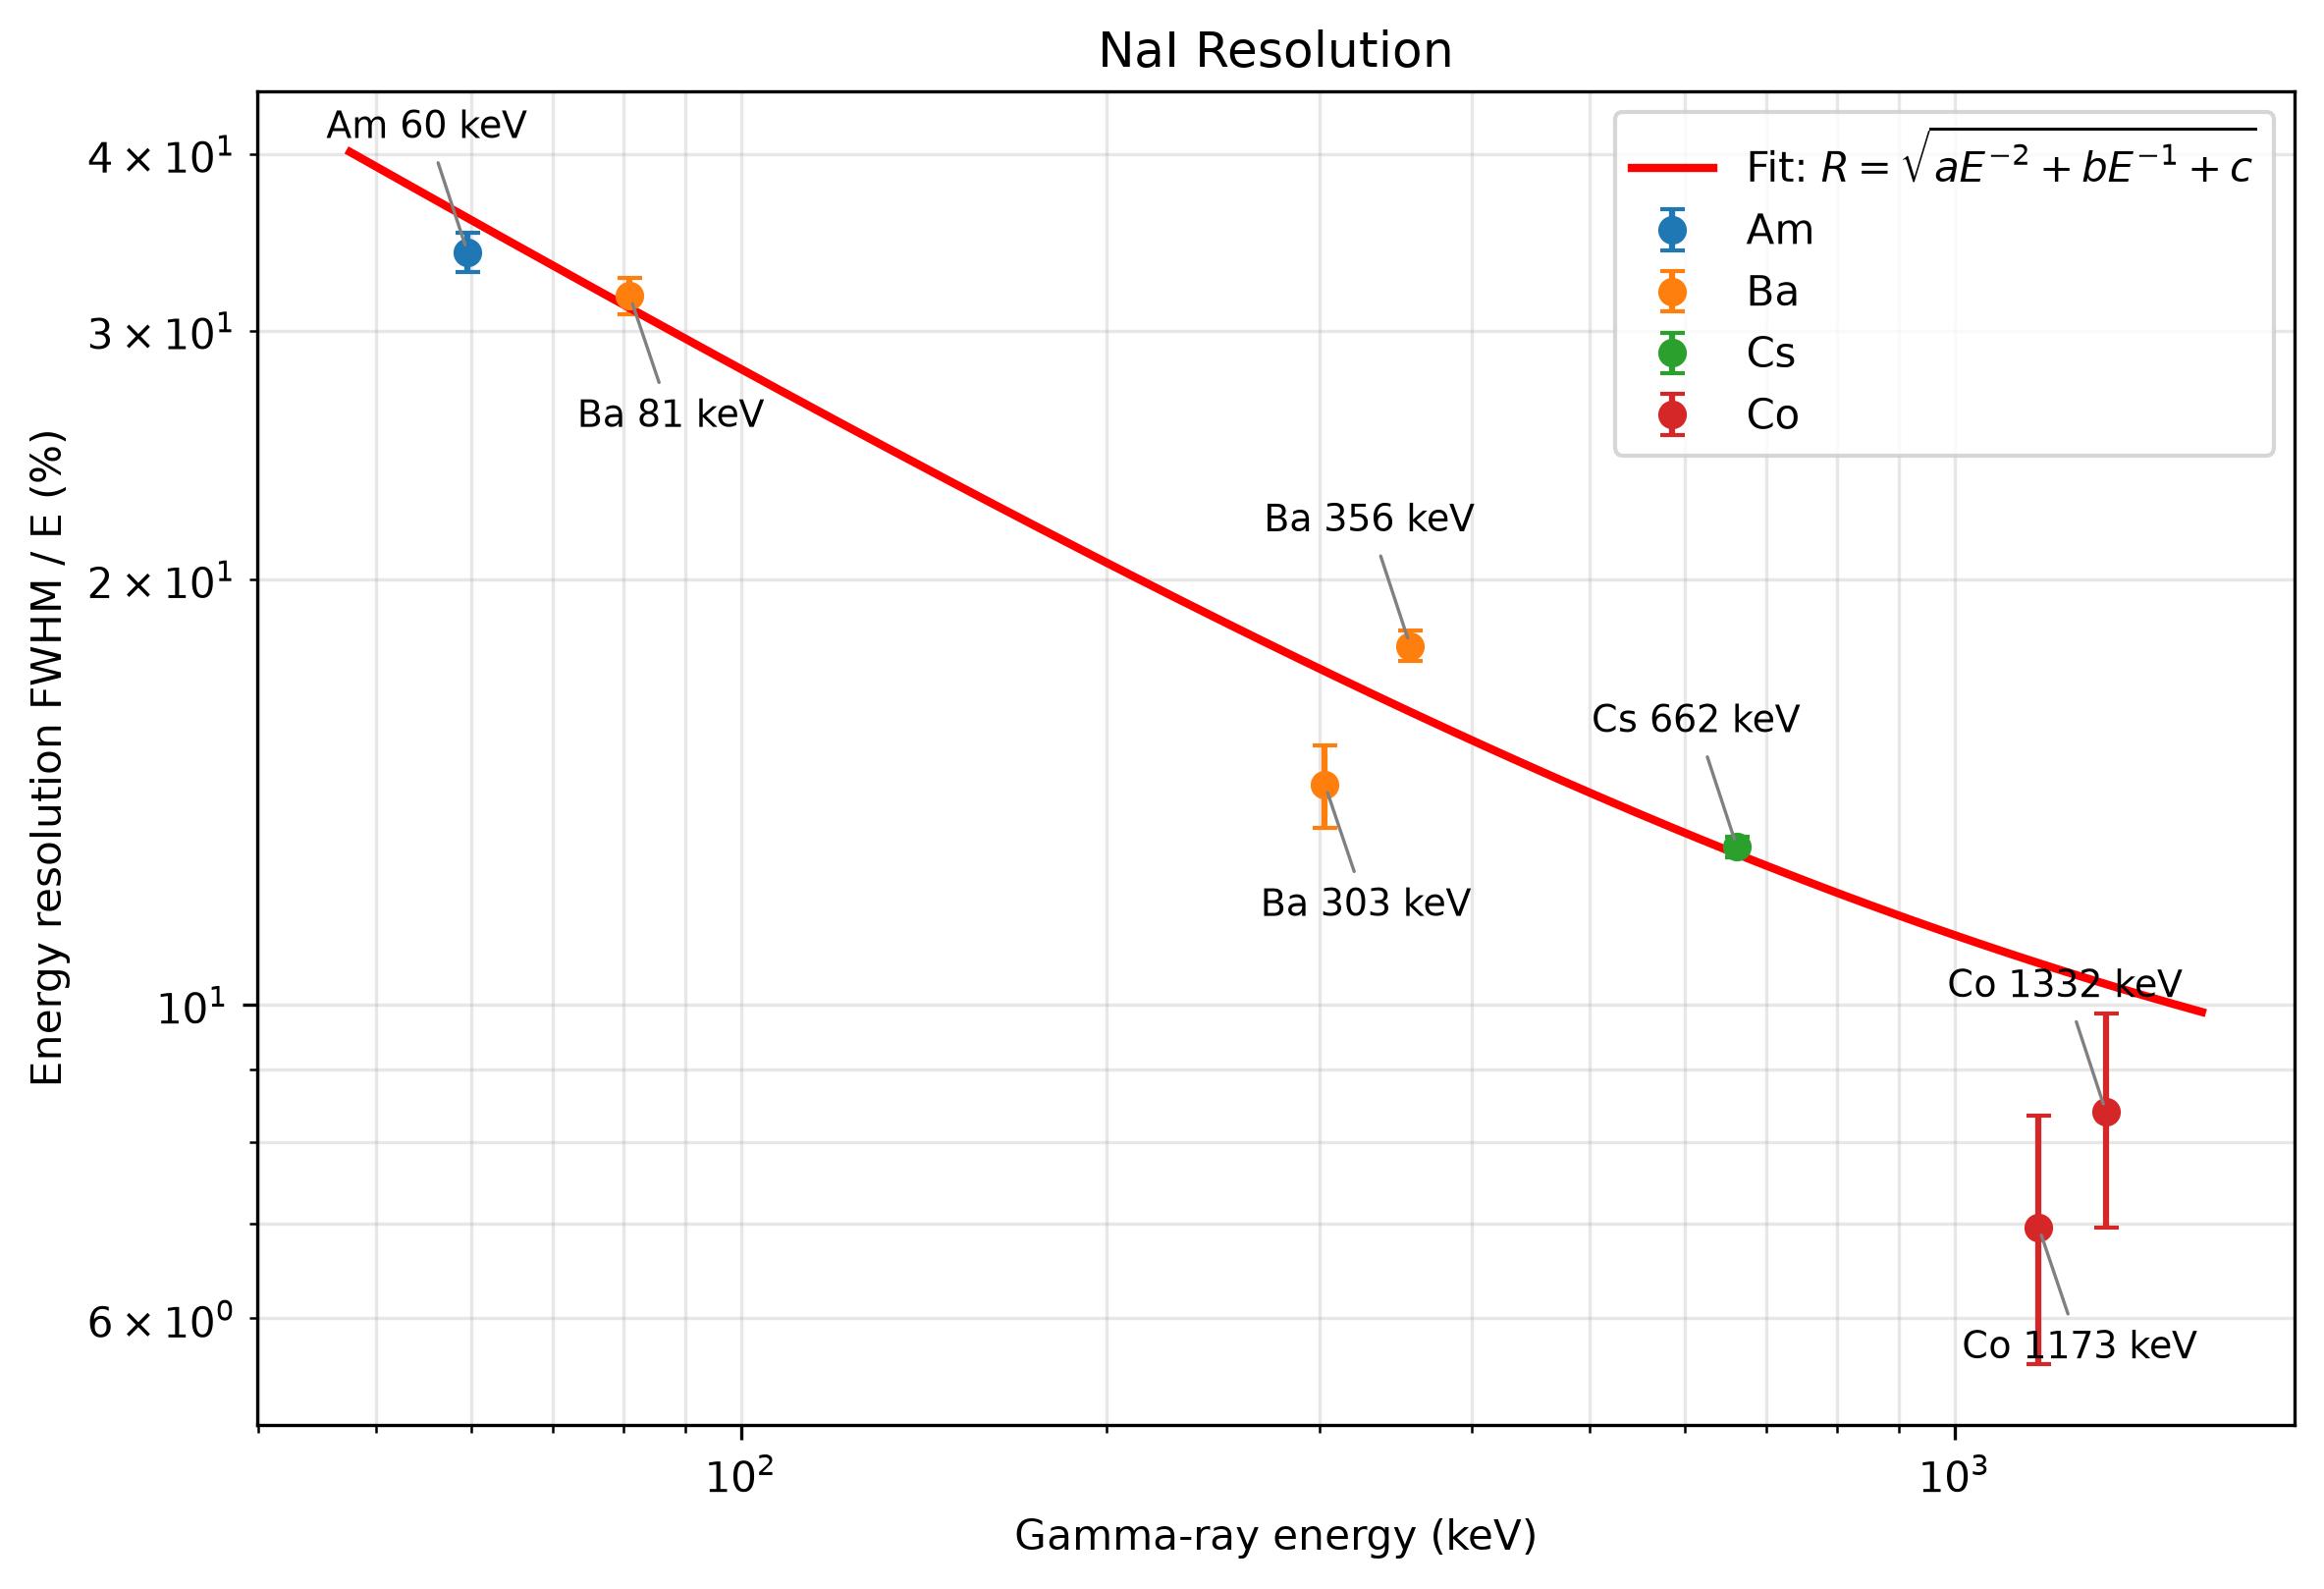 NaI Resolution
Energy resolution FWHM / E (%)
4 × 10¹
3 × 10¹
2 × 10¹
10¹
6 × 10⁰
Am 60 keV
Ba 81 keV
Ba 356 keV
Ba 303 keV
Cs 662 keV
Co 1332 keV
Co 1173 keV
Fit: R = √(aE⁻² + bE⁻¹ + c)
Am
Ba
Cs
Co
10² 10³
Gamma-ray energy (keV)